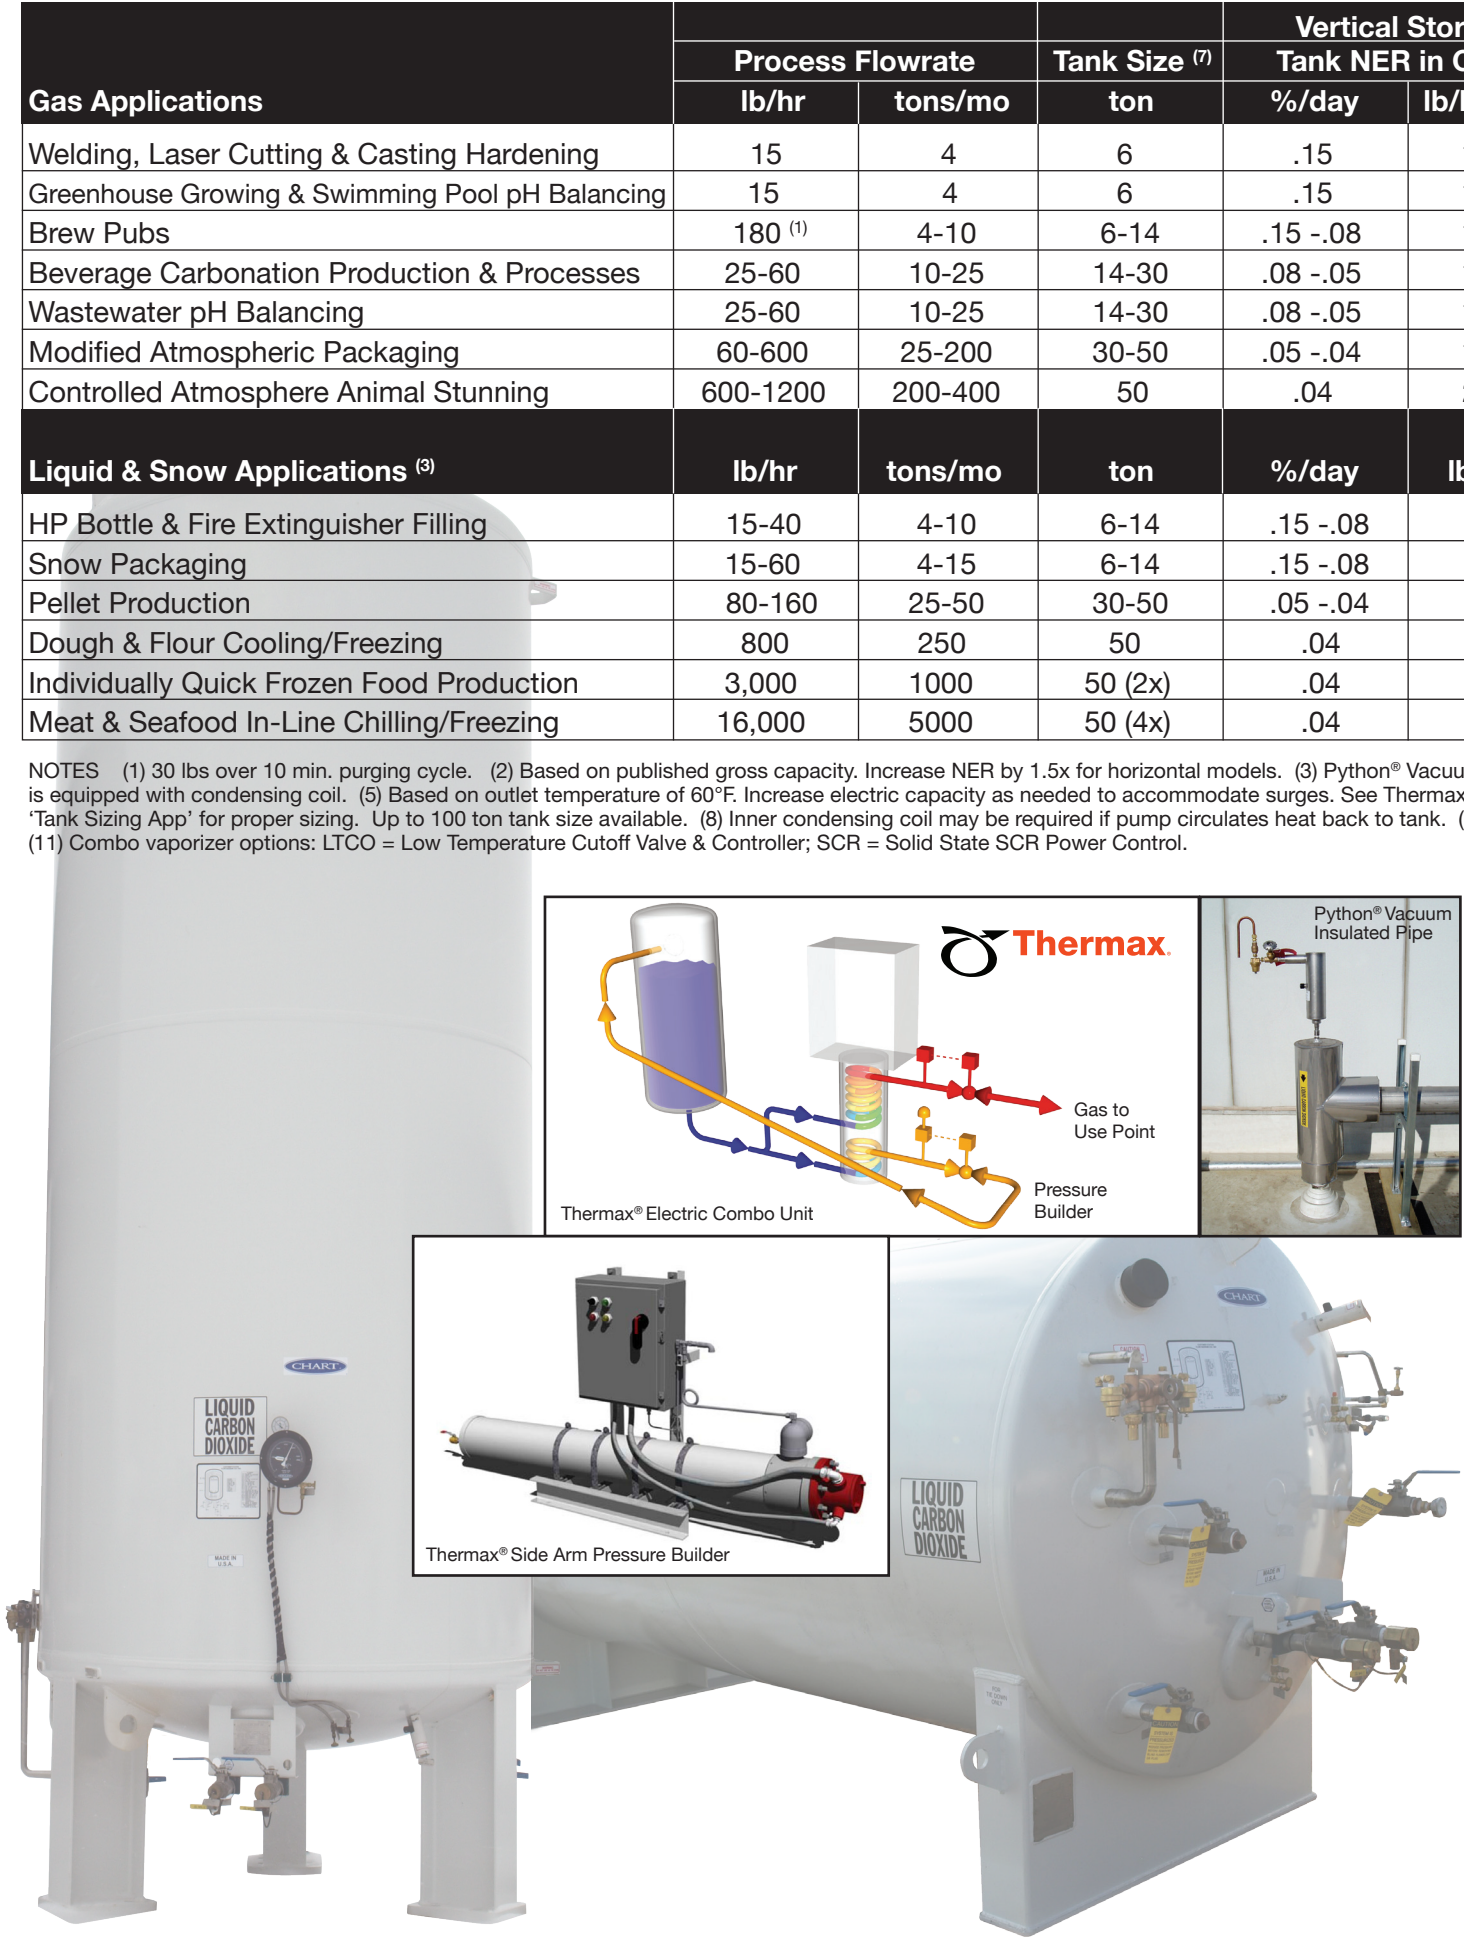 Vertical Stor
Process Flowrate Tank Size (7) Tank NER in
Gas Applications lb/hr tons/mo ton %/day
Welding, Laser Cutting & Casting Hardening 15 4 6 .15
Greenhouse Growing & Swimming Pool pH Balancing 15 4 6 .15
Brew Pubs 180 (1) 4-10 6-14 .15 -.08
Beverage Carbonation Production & Processes 25-60 10-25 14-30 .08 -.05
Wastewater pH Balancing 25-60 10-25 14-30 .08 -.05
Modified Atmospheric Packaging 60-600 25-200 30-50 .05 -.04
Controlled Atmosphere Animal Stunning 600-1200 200-400 50 .04
Liquid & Snow Applications (3) lb/hr tons/mo ton %/day
HP Bottle & Fire Extinguisher Filling 15-40 4-10 6-14 .15 -.08
Snow Packaging 15-60 4-15 6-14 .15 -.08
Pellet Production 80-160 25-50 30-50 .05 -.04
Dough & Flour Cooling/Freezing 800 250 50 .04
Individually Quick Frozen Food Production 3,000 1000 50 (2x) .04
Meat & Seafood In-Line Chilling/Freezing 16,000 5000 50 (4x) .04
NOTES (1) 30 lbs over 10 min. purging cycle. (2) Based on published gross capacity. Increase NER by 1.5x for horizontal models. (3) Python® Vacuu
is equipped with condensing coil. (5) Based on outlet temperature of 60°F. Increase electric capacity as needed to accommodate surges. See Thermax
‘Tank Sizing App’ for proper sizing. Up to 100 ton tank size available. (8) Inner condensing coil may be required if pump circulates heat back to tank. (
(11) Combo vaporizer options: LTCO = Low Temperature Cutoff Valve & Controller; SCR = Solid State SCR Power Control.
Thermax®
Python® Vacuum
Insulated Pipe
Gas to
Use Point
Pressure
Builder
Thermax® Electric Combo Unit
Thermax® Side Arm Pressure Builder
CHART
LIQUID
CARBON
DIOXIDE
MADE IN
U.S.A.
CHART
LIQUID
CARBON
DIOXIDE
MADE IN
U.S.A.